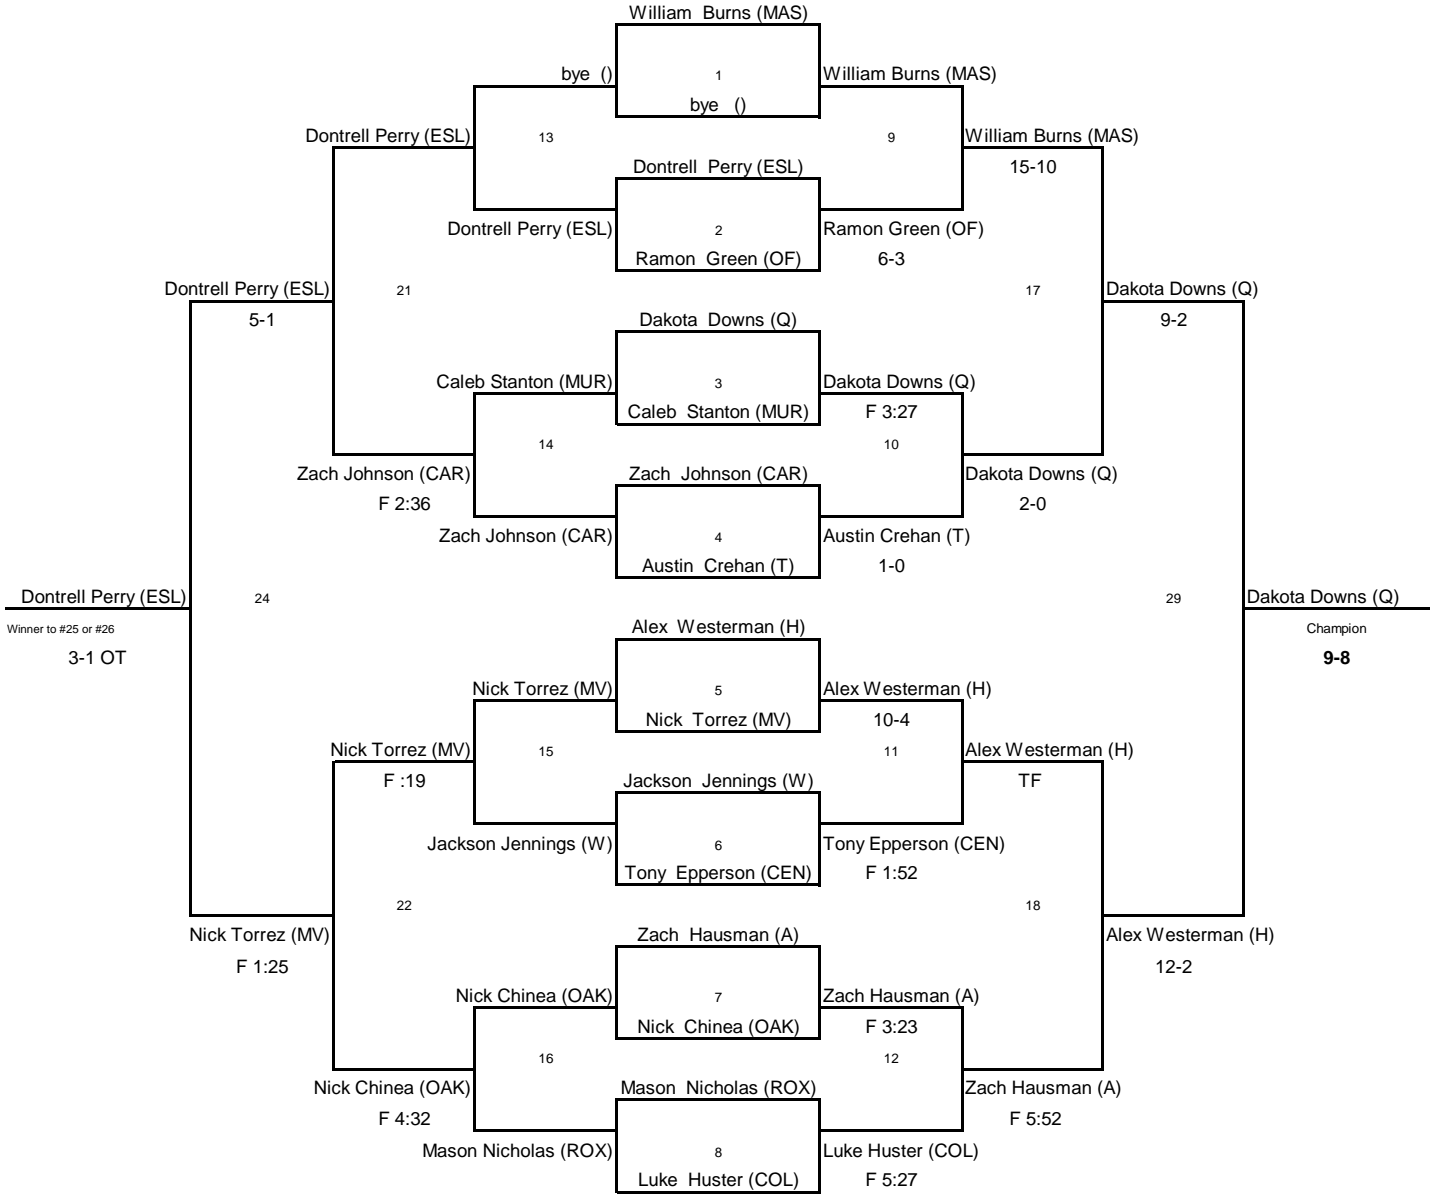 William Burns (MAS)
bye ()
1
William Burns (MAS)
bye ()
Dontrell Perry (ESL)
13
9
William Burns (MAS)
Dontrell Perry (ESL)
15-10
Dontrell Perry (ESL)
2
Ramon Green (OF)
Ramon Green (OF)
6-3
Dontrell Perry (ESL)
21
17
Dakota Downs (Q)
5-1
Dakota Downs (Q)
9-2
Caleb Stanton (MUR)
3
Dakota Downs (Q)
Caleb Stanton (MUR)
F 3:27
14
10
Zach Johnson (CAR)
Zach Johnson (CAR)
Dakota Downs (Q)
F 2:36
2-0
Zach Johnson (CAR)
4
Austin Crehan (T)
Austin Crehan (T)
1-0
Dontrell Perry (ESL)
24
29
Dakota Downs (Q)
Winner to #25 or #26
Alex Westerman (H)
Champion
3-1 OT
9-8
Nick Torrez (MV)
5
Alex Westerman (H)
Nick Torrez (MV)
10-4
Nick Torrez (MV)
15
11
Alex Westerman (H)
F :19
Jackson Jennings (W)
TF
Jackson Jennings (W)
6
Tony Epperson (CEN)
Tony Epperson (CEN)
F 1:52
22
18
Nick Torrez (MV)
Zach Hausman (A)
Alex Westerman (H)
F 1:25
12-2
Nick Chinea (OAK)
7
Zach Hausman (A)
Nick Chinea (OAK)
F 3:23
16
12
Nick Chinea (OAK)
Mason Nicholas (ROX)
Zach Hausman (A)
F 4:32
F 5:52
Mason Nicholas (ROX)
8
Luke Huster (COL)
Luke Huster (COL)
F 5:27